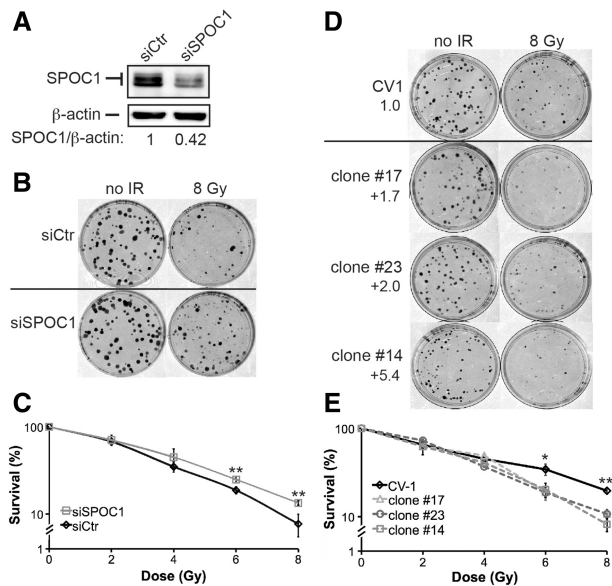 A
siCtr
siSPOC1
SPOC1
β-actin
SPOC1/β-actin: 1 0.42
B
no IR 8 Gy
siCtr
siSPOC1
C
Survival (%)
100
10
1
siSPOC1
siCtr
**
**
0 2 4 6 8
Dose (Gy)
D
no IR 8 Gy
CV1
1.0
clone #17
+1.7
clone #23
+2.0
clone #14
+5.4
E
Survival (%)
100
10
1
CV-1
clone #17
clone #23
clone #14
*
**
0 2 4 6 8
Dose (Gy)